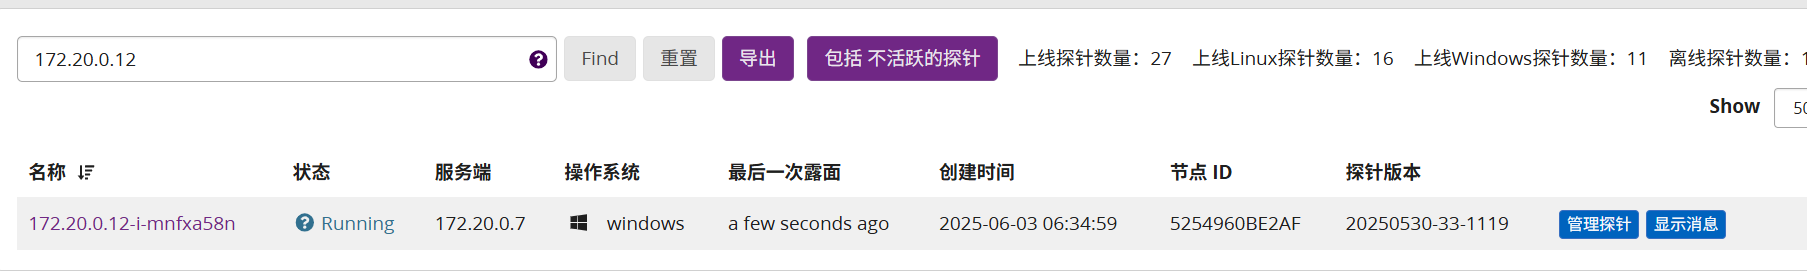 172.20.0.12 Find 重置 导出 包括 不活跃的探针 上线探针数量：27 上线Linux探针数量：16 上线Windows探针数量：11 离线探针数量：
Show 50
名称 状态 服务端 操作系统 最后一次露面 创建时间 节点 ID 探针版本
172.20.0.12-i-mnfxa58n Running 172.20.0.7 windows a few seconds ago 2025-06-03 06:34:59 5254960BE2AF 20250530-33-1119 管理探针 显示消息